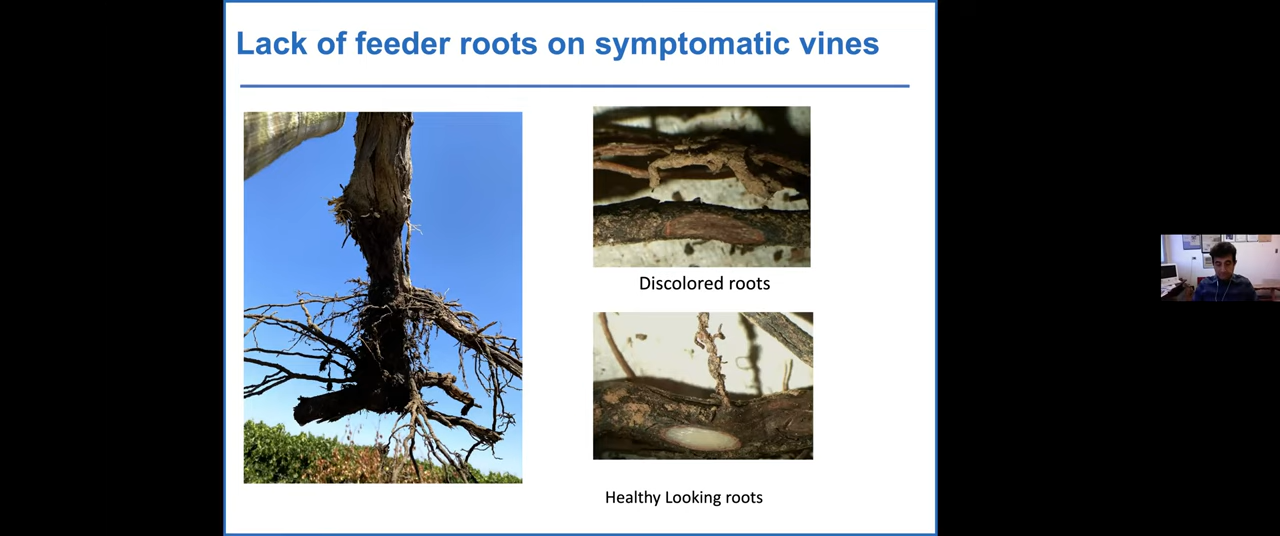 Lack of feeder roots on symptomatic vines
Discolored roots
Healthy Looking roots